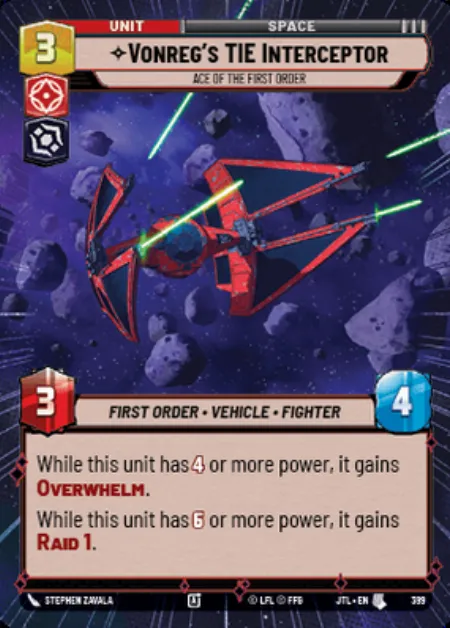 UNIT
SPACE
3
VONREG'S TIE INTERCEPTOR
ACE OF THE FIRST ORDER
3
FIRST ORDER • VEHICLE • FIGHTER
4
While this unit has 4 or more power, it gains
OVERWHELM.
While this unit has 6 or more power, it gains
RAID 1.
STEPHEN ZAVALA
© LFL © FFG
JTL • EN
399